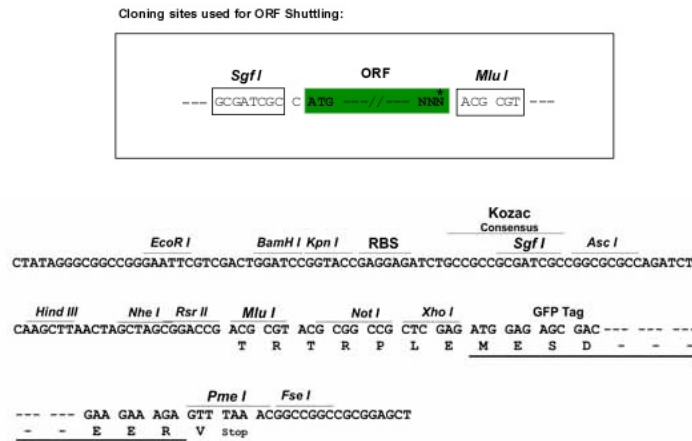 Cloning sites used for ORF Shuttling:
Sgf I ORF Mlu I
--- GCGATCGC C ATG ---//--- NNN* ACG CGT ---
Kozac
Consensus
EcoR I BamH I Kpn I RBS Sgf I Asc I
CTATAGGGCGGCCGGGAATTCGTCGACTGGATCCGGTACCGAGGAGATCTGCCGCCGCGATCGCCGGCGCGCCAGATCT
Hind III Nhe I Rsr II Mlu I Not I Xho I GFP Tag
CAAGCTTAACTAGCTAGCGGACCG ACG CGT ACG CGG CCG CTC GAG ATG GAG AGC GAC--- --- ---
T R T R P L E M E S D - - -
Pme I Fse I
--- --- GAA GAA AGA GTT TAA ACGGCCGGCCGCGGAGCT
- - E E R V Stop